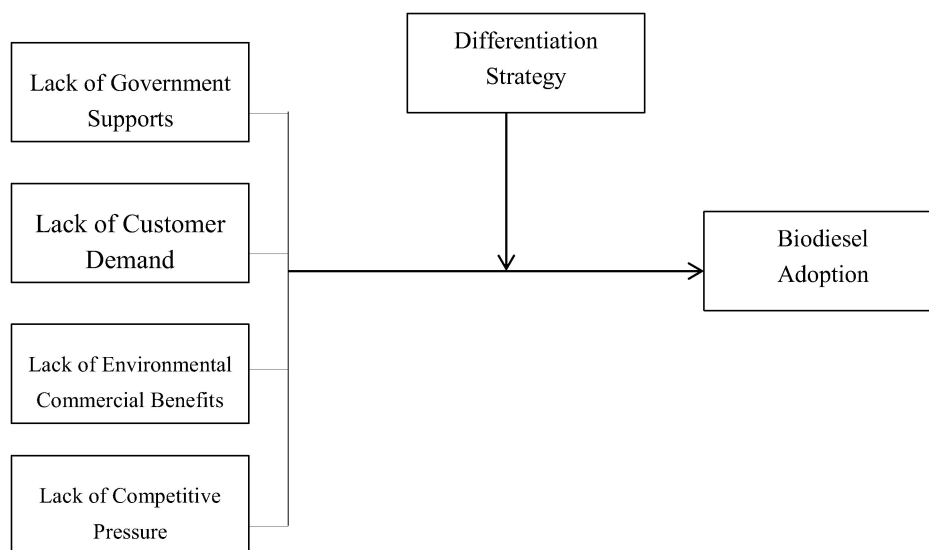 Differentiation
Strategy
Lack of Government
Supports
Lack of Customer
Demand
Biodiesel
Adoption
Lack of Environmental
Commercial Benefits
Lack of Competitive
Pressure